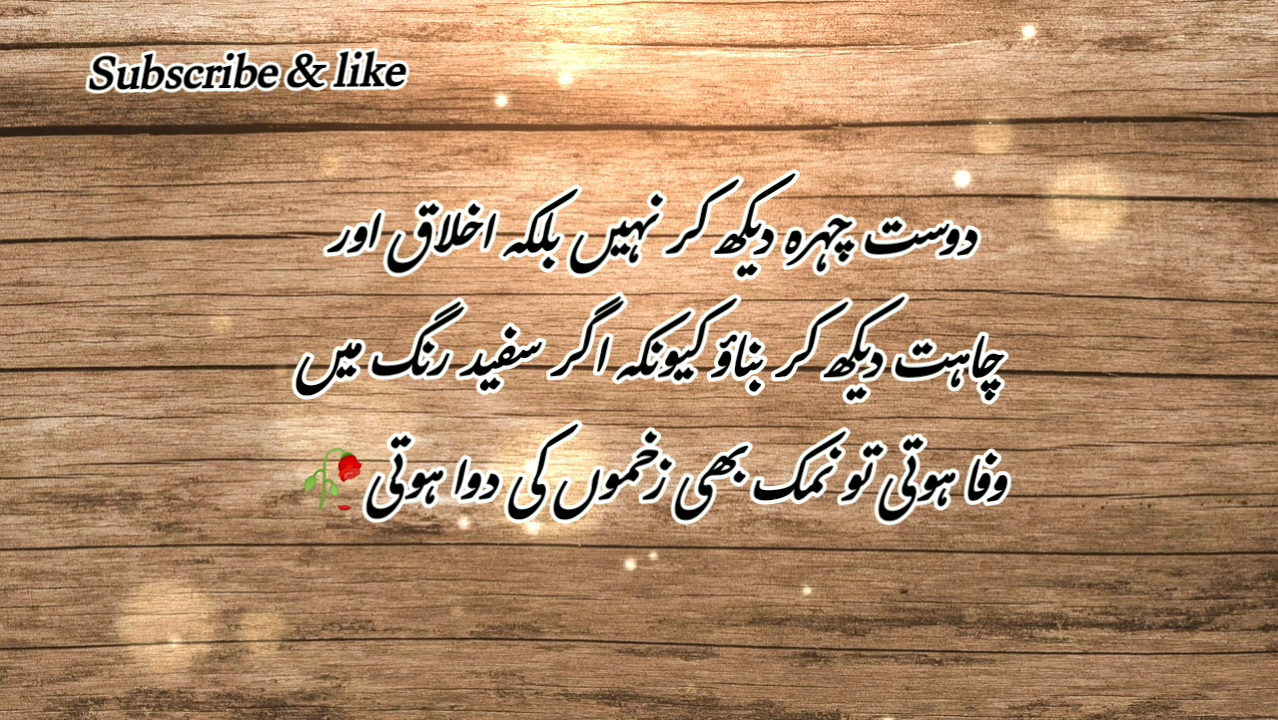 Subscribe & like
دوست چہرہ دیکھ کر نہیں بلکہ اخلاق اور
چاہت دیکھ کر بناؤ کیونکہ اگر سفید رنگ میں
وفا ہوتی تو نمک بھی زخموں کی دوا ہوتی🥀